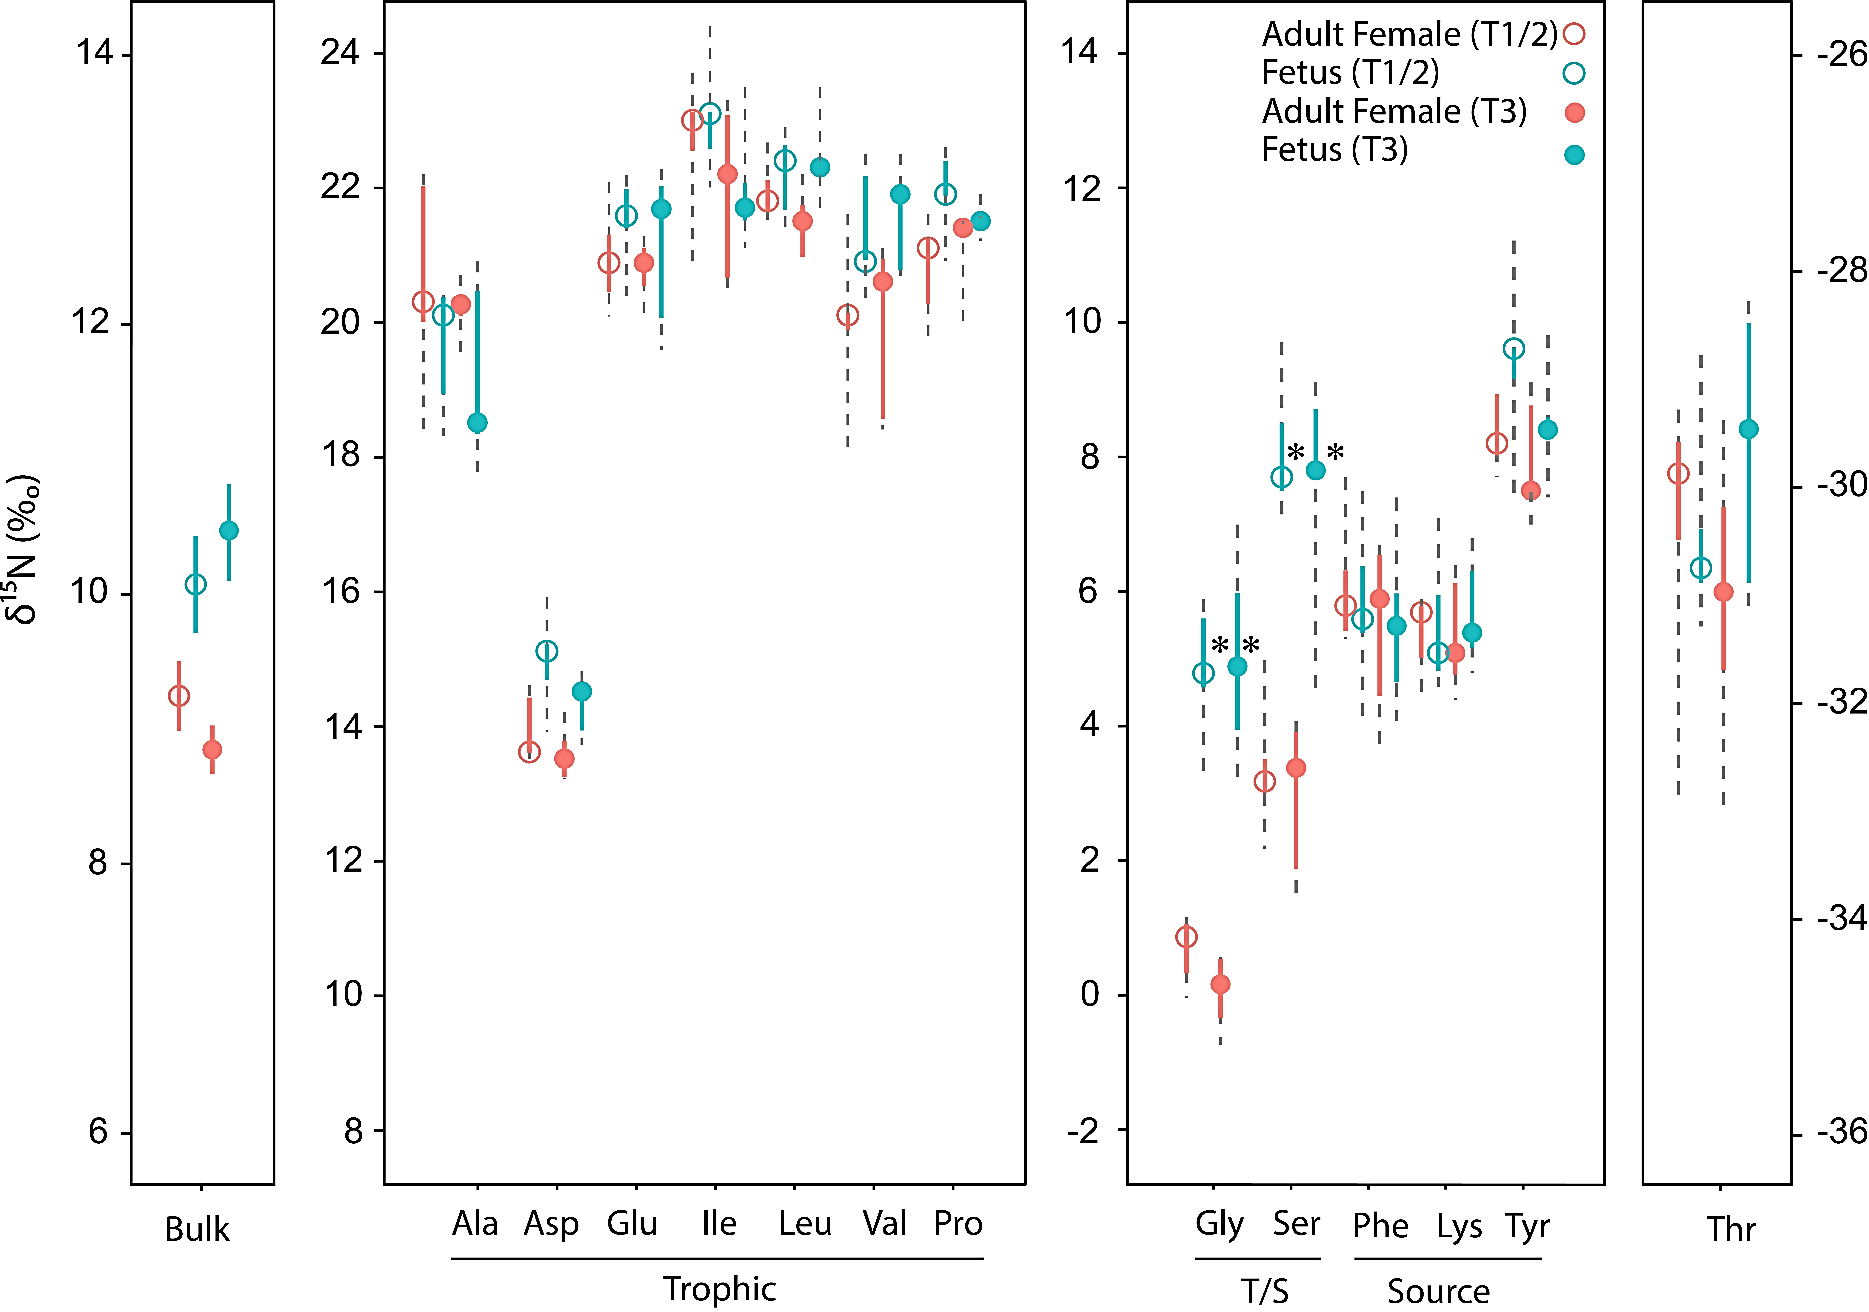 δ¹⁵N (‰)
14
12
10
8
6
Bulk
24
22
20
18
16
14
12
10
8
Ala Asp Glu Ile Leu Val Pro
Trophic
14
12
10
8
6
4
2
0
-2
Adult Female (T1/2)
Fetus (T1/2)
Adult Female (T3)
Fetus (T3)
* *
* *
Gly Ser Phe Lys Tyr
T/S Source
-26
-28
-30
-32
-34
-36
Thr